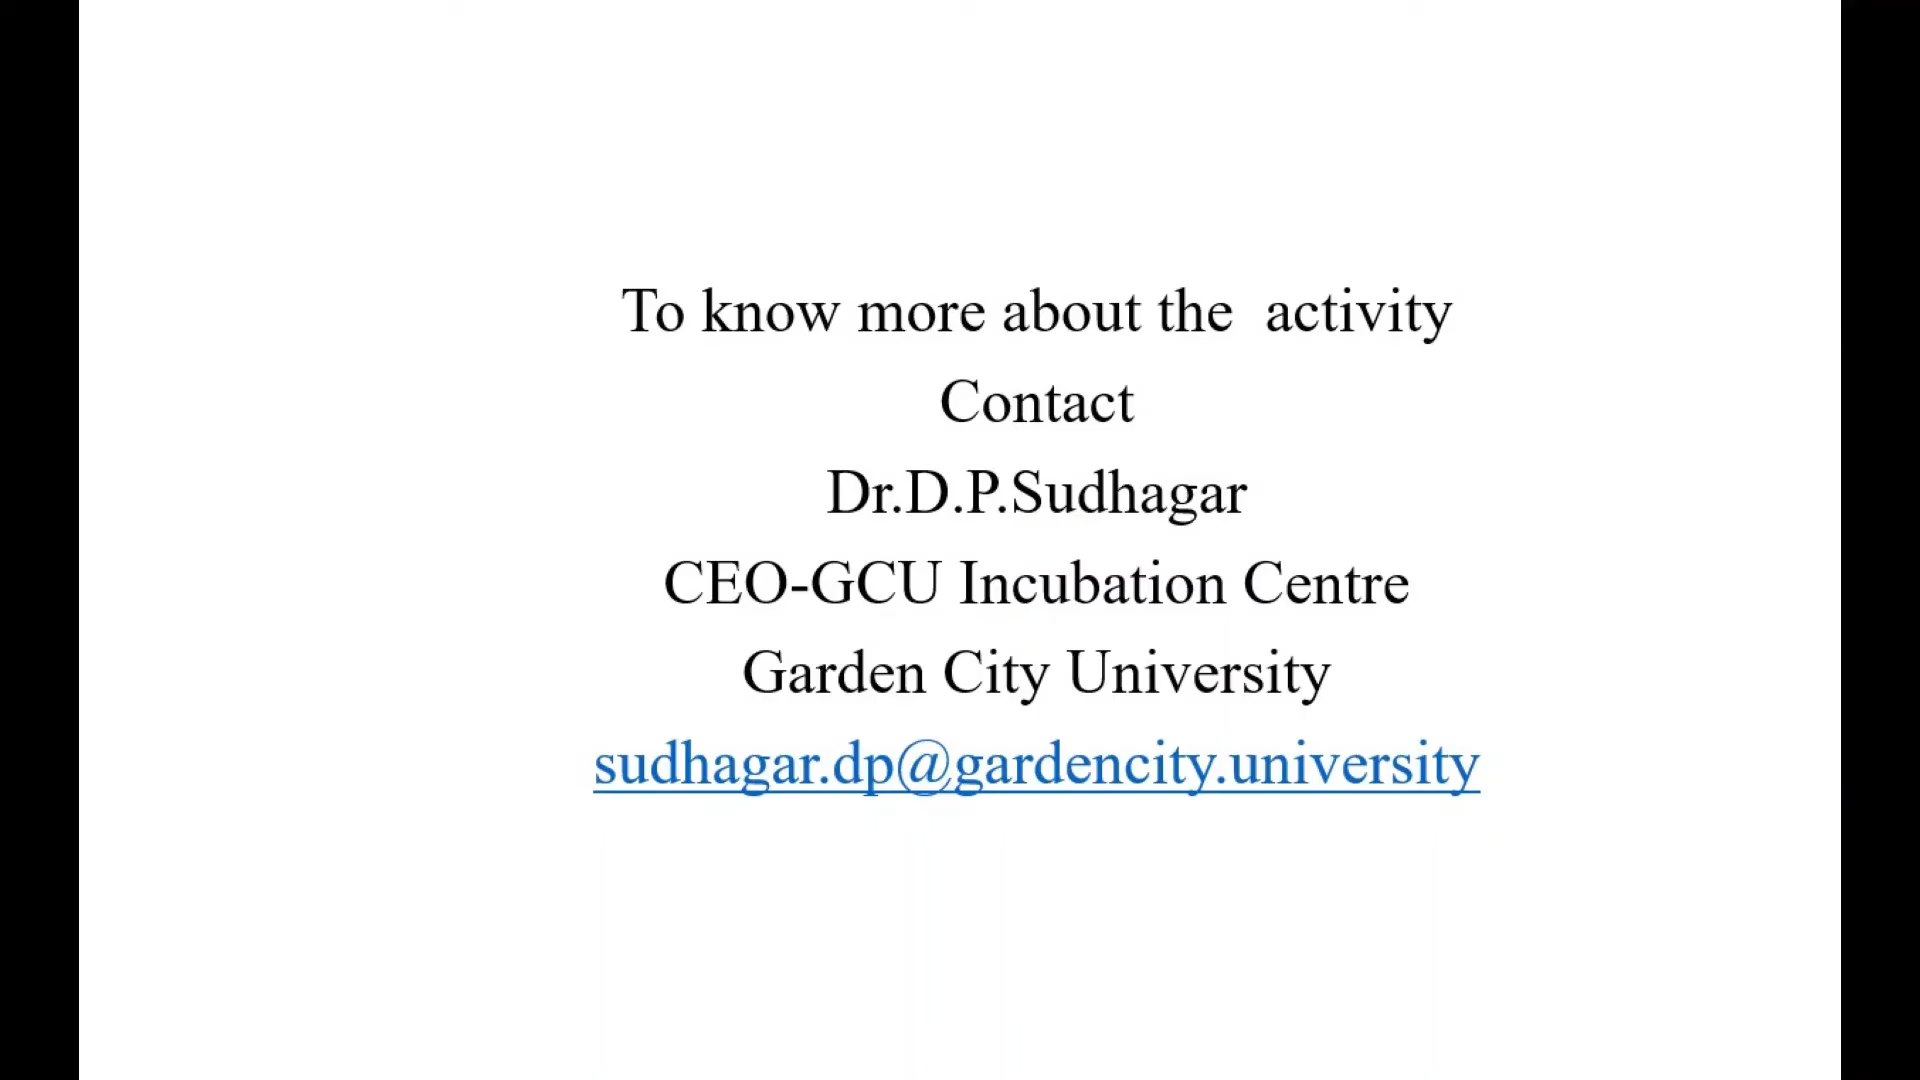 To know more about the  activity
Contact
Dr.D.P.Sudhagar
CEO-GCU Incubation Centre
Garden City University
sudhagar.dp@gardencity.university